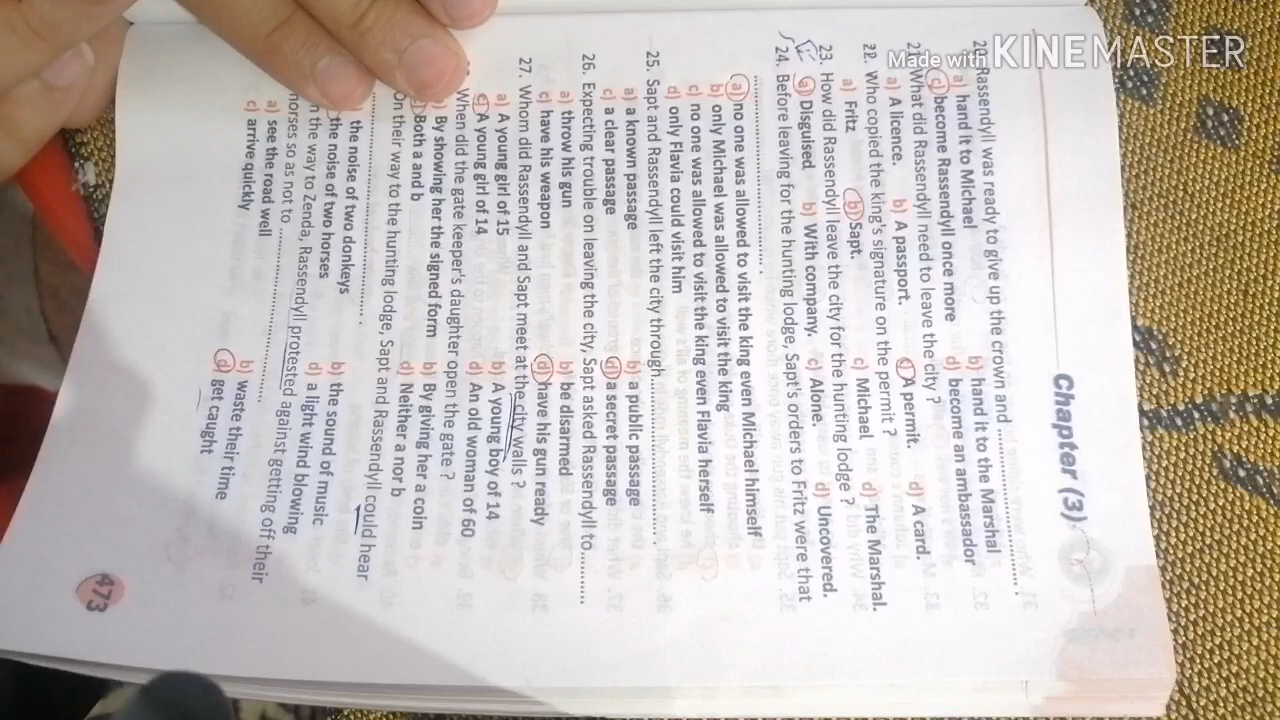 Made with KINEMASTER
Chapter (3)
20. Rassendyll was ready to give up the crown and ..............
a) hand it to Michael b) hand it to the Marshal
c) become Rassendyll once more d) become an ambassador
21. What did Rassendyll need to leave the city ?
a) A licence. b) A passport. c) A permit. d) A card.
22. Who copied the king's signature on the permit ?
a) Fritz b) Sapt. c) Michael d) The Marshal.
23. How did Rassendyll leave the city for the hunting lodge ?
a) Disguised b) With company. c) Alone. d) Uncovered.
24. Before leaving for the hunting lodge, Sapt's orders to Fritz were that
..............................
a) no one was allowed to visit the king even Michael himself
b) only Michael was allowed to visit the king
c) no one was allowed to visit the king even Flavia herself
d) only Flavia could visit him
25. Sapt and Rassendyll left the city through..............................
a) a known passage b) a public passage
c) a clear passage d) a secret passage
26. Expecting trouble on leaving the city, Sapt asked Rassendyll to.........
a) throw his gun b) be disarmed
c) have his weapon d) have his gun ready
27. Whom did Rassendyll and Sapt meet at the city walls ?
a) A young girl of 15 b) A young boy of 14
c) A young girl of 14 d) An old woman of 60
When did the gate keeper's daughter open the gate ?
By showing her the signed form b) By giving her a coin
Both a and b d) Neither a nor b
On their way to the hunting lodge, Sapt and Rassendyll could hear
..............................
the noise of two donkeys b) the sound of music
the noise of two horses d) a light wind blowing
the way to Zenda, Rassendyll protested against getting off their
horses so as not to ..............................
a) see the road well b) waste their time
c) arrive quickly d) get caught
473